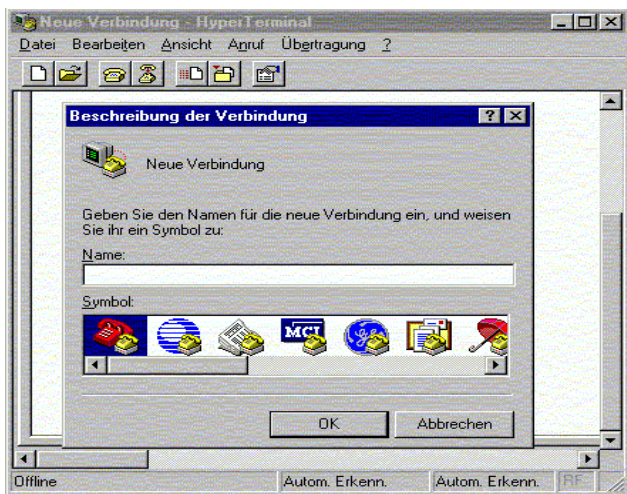 Neue Verbindung - HyperTerminal
Datei Bearbeiten Ansicht Anruf Übertragung ?
Beschreibung der Verbindung
Neue Verbindung
Geben Sie den Namen für die neue Verbindung ein, und weisen
Sie ihr ein Symbol zu:
Name:
Symbol:
MCI
OK Abbrechen
Offline Autom. Erkenn. Autom. Erkenn. RF